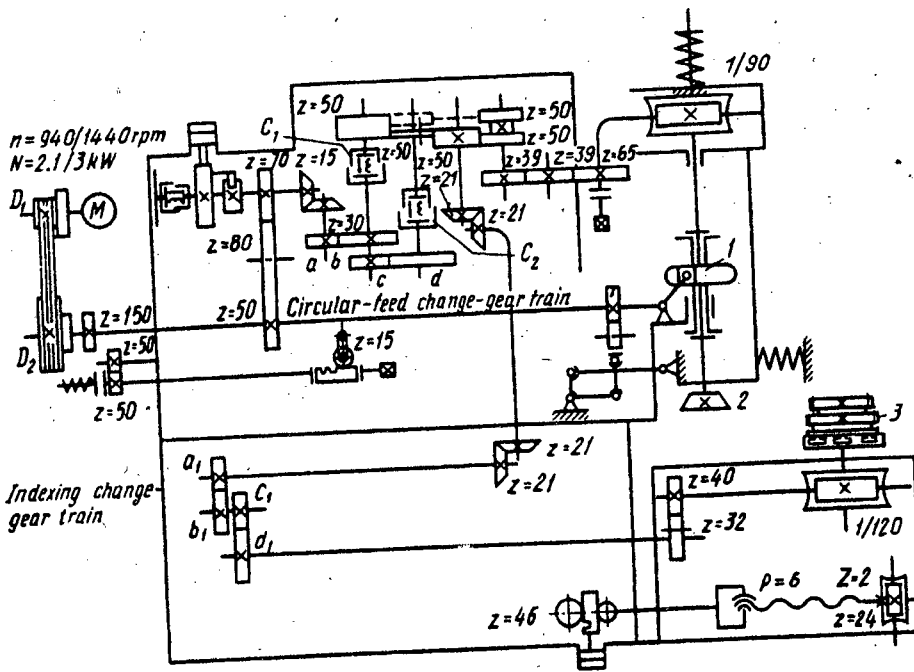 1/90
z=50
z=50
C₁
n=940/1440rpm
N=2.1/3kW
z=70
z=15
z=50
z=50
z=50
z=39
z=39
z=65
z=21
D₁
M
z=21
z=30
z=80
a
b
C₂
c
d
1
Circular-feed change-gear train
z=150
z=50
z=50
z=15
D₂
z=50
2
3
z=21
a₁
z=21
z=40
Indexing change-
gear train
C₁
b₁
z=32
d₁
1/120
p=6
Z=2
z=46
z=24